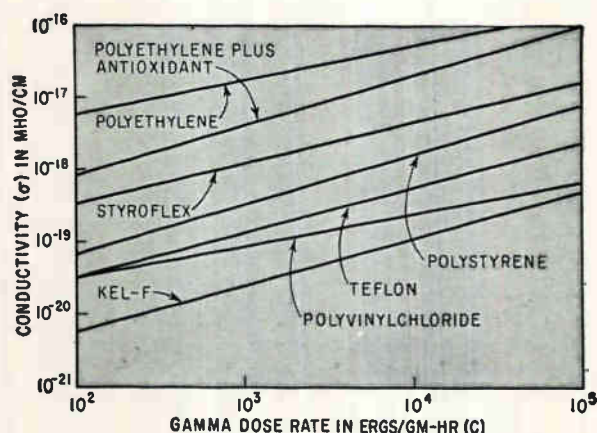 CONDUCTIVITY (σ) IN MHO/CM
10⁻¹⁶
10⁻¹⁷
10⁻¹⁸
10⁻¹⁹
10⁻²⁰
10⁻²¹
POLYETHYLENE PLUS
ANTIOXIDANT
POLYETHYLENE
STYROFLEX
POLYSTYRENE
KEL-F
TEFLON
POLYVINYLCHLORIDE
10² 10³ 10⁴ 10⁵
GAMMA DOSE RATE IN ERGS/GM-HR (C)